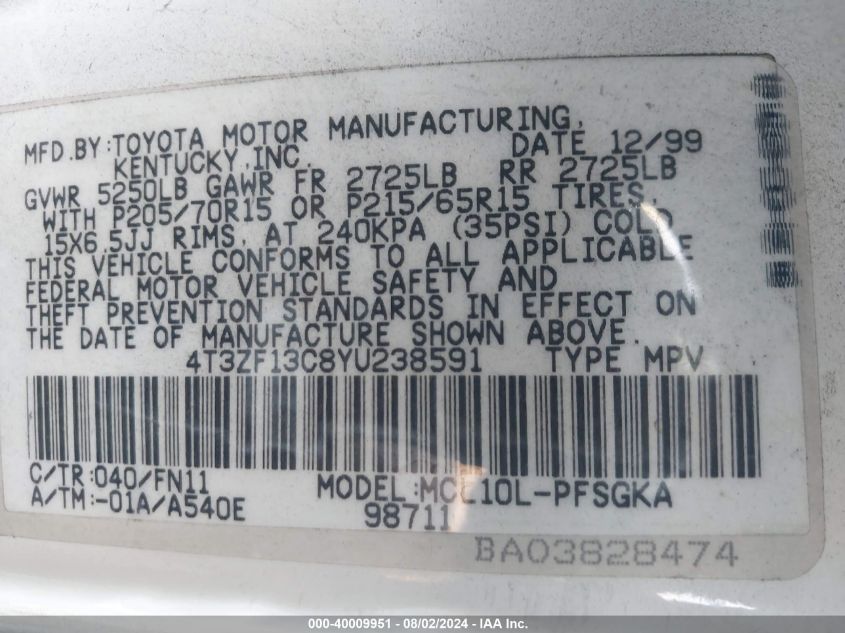 MFD.BY:TOYOTA MOTOR MANUFACTURING,
KENTUCKY,INC. DATE 12/99
GVWR 5250LB GAWR FR 2725LB RR 2725LB
WITH P205/70R15 OR P215/65R15 TIRES,
15X6.5JJ RIMS, AT 240KPA (35PSI) COLD
THIS VEHICLE CONFORMS TO ALL APPLICABLE
FEDERAL MOTOR VEHICLE SAFETY AND
THEFT PREVENTION STANDARDS IN EFFECT ON
THE DATE OF MANUFACTURE SHOWN ABOVE.
4T3ZF13C8YU238591 TYPE MPV
C/TR:040/FN11 MODEL:
A/TM:-01A/A540E 98711
BA03828474
000-40009951 - 08/02/2024 - IAA Inc.